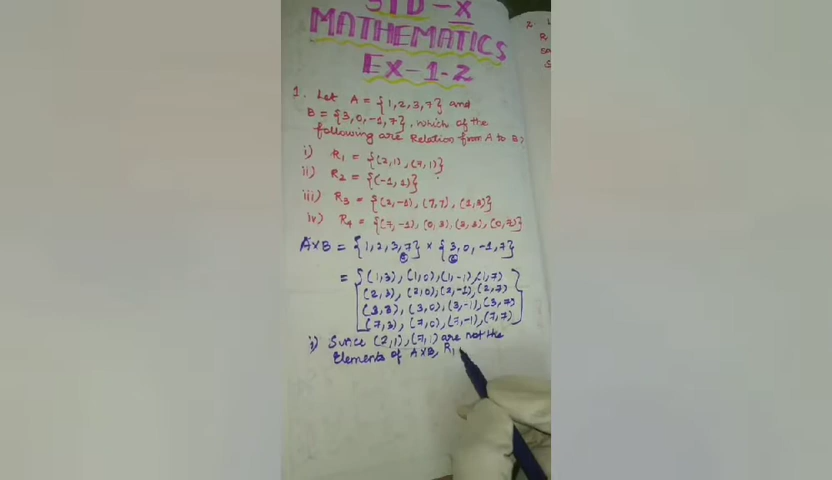 STD-X
MATHEMATICS
EX-1-2
1. Let A = {1,2,3,7} and
B = {3,0,-1,7}, which of the
following are Relation from A to B?
i) R1 = {(2,1), (7,1)}
ii) R2 = {(-1,1)}
iii) R3 = {(2,-1), (7,7), (1,3)}
iv) R4 = {(7,-1), (0,3), (3,3), (0,7)}
A×B = {1,2,3,7} × {3,0,-1,7}
= {(1,3), (1,0), (1,-1), (1,7)
(2,3), (2,0), (2,-1), (2,7)
(3,3), (3,0), (3,-1), (3,7)
(7,3), (7,0), (7,-1), (7,7)}
i) Since (2,1), (7,1) are not the
Elements of A×B, R1
2.